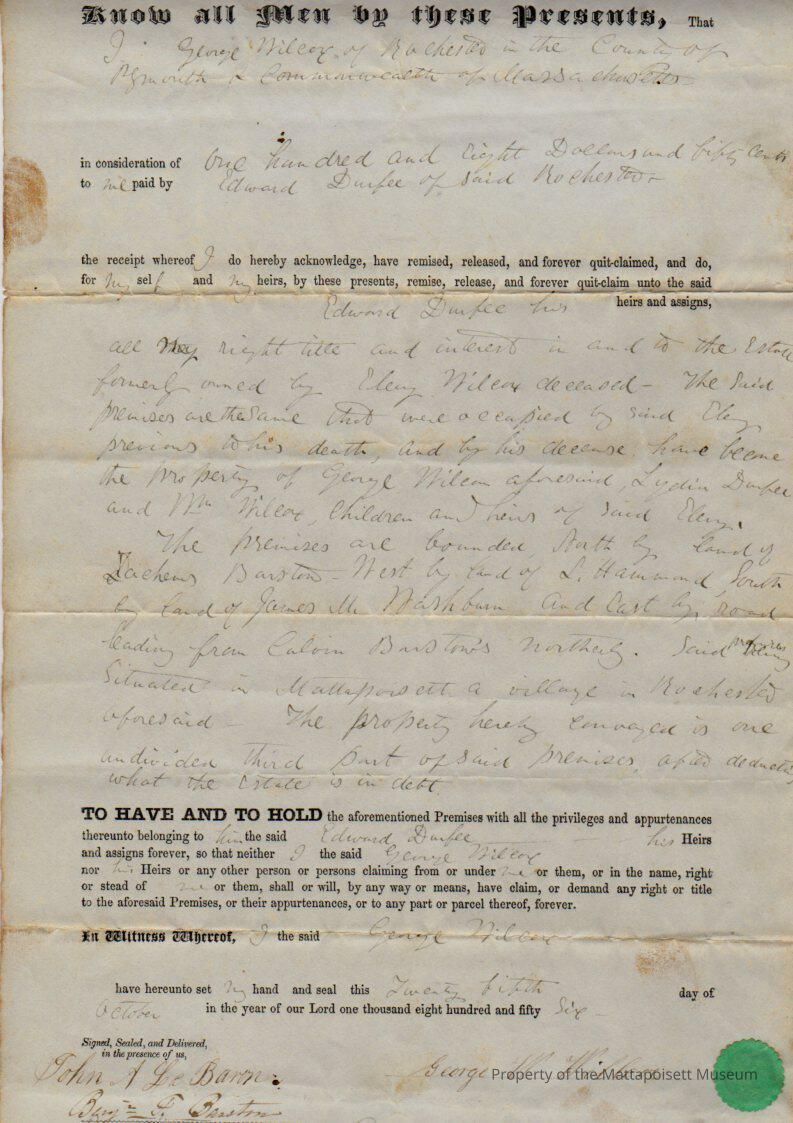 Know all Men by these Presents, That
I George Wilcox of Rochester in the County of
Plymouth & Commonwealth of Massachusetts
in consideration of One hundred and eight Dollars and fifty cents
to me paid by Edward Durfee of said Rochester
the receipt whereof I do hereby acknowledge, have remised, released, and forever quit-claimed, and do,
for my self and my heirs, by these presents, remise, release, and forever quit-claim unto the said
Edward Durfee his heirs and assigns,
all my right title and interest in and to the Estate
formerly owned by Wilcox deceased - The said
premises are the same that were occupied by said
previous to his death, and by his decease have become
the property of George Wilcox aforesaid, Lydia Durfee
and Wm Wilcox, Children and heirs of said
The premises are bounded, North by land of
Barstow - West by land of L. Hammond, South
by land of James M. Washburn and East by road
leading from Calvin Barstow's northerly. Said premises being
Situated in Mattapoisett a village in Rochester
aforesaid - The property hereby conveyed is one
undivided third part of said premises, after deducting
what the Estate is in debt.
TO HAVE AND TO HOLD the aforementioned Premises with all the privileges and appurtenances
thereunto belonging to him the said Edward Durfee his Heirs
and assigns forever, so that neither I the said George Wilcox
nor his Heirs or any other person or persons claiming from or under me or them, or in the name, right
or stead of me or them, shall or will, by any way or means, have claim, or demand any right or title
to the aforesaid Premises, or their appurtenances, or to any part or parcel thereof, forever.
In Witness Whereof, I the said George Wilcox
have hereunto set my hand and seal this Twenty fifth day of
October in the year of our Lord one thousand eight hundred and fifty Six
Signed, Sealed, and Delivered,
in the presence of us,
John A Le Baron
George W. Wilcox
Property of the Mattapoisett Museum
Benjn F. Barstow